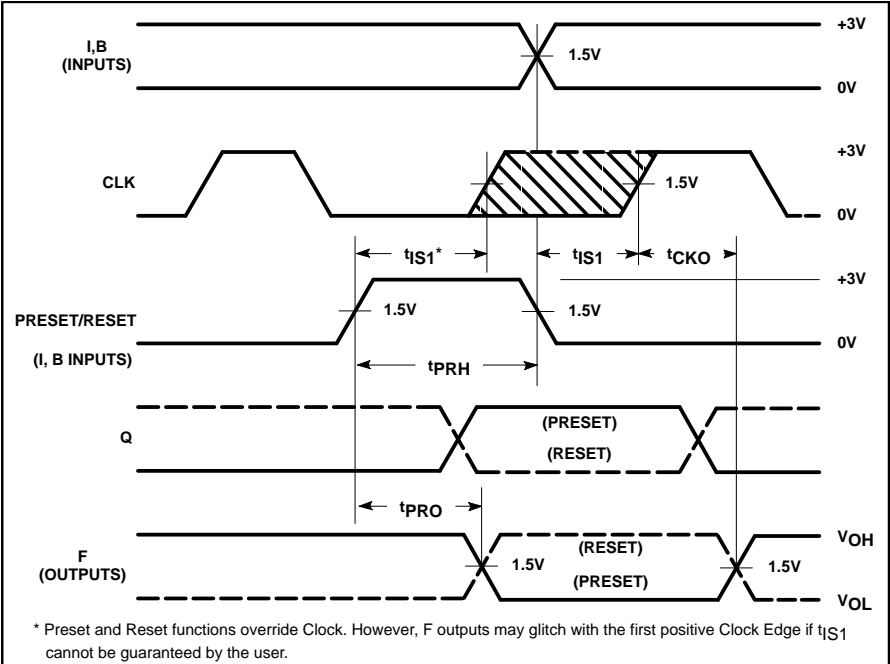 I,B
(INPUTS)
1.5V
+3V
0V
CLK
1.5V
+3V
0V
tIS1*
tIS1
tCKO
PRESET/RESET
(I, B INPUTS)
1.5V
1.5V
+3V
0V
tPRH
Q
(PRESET)
(RESET)
tPRO
F
(OUTPUTS)
1.5V
(RESET)
(PRESET)
1.5V
VOH
VOL
* Preset and Reset functions override Clock. However, F outputs may glitch with the first positive Clock Edge if tIS1
cannot be guaranteed by the user.